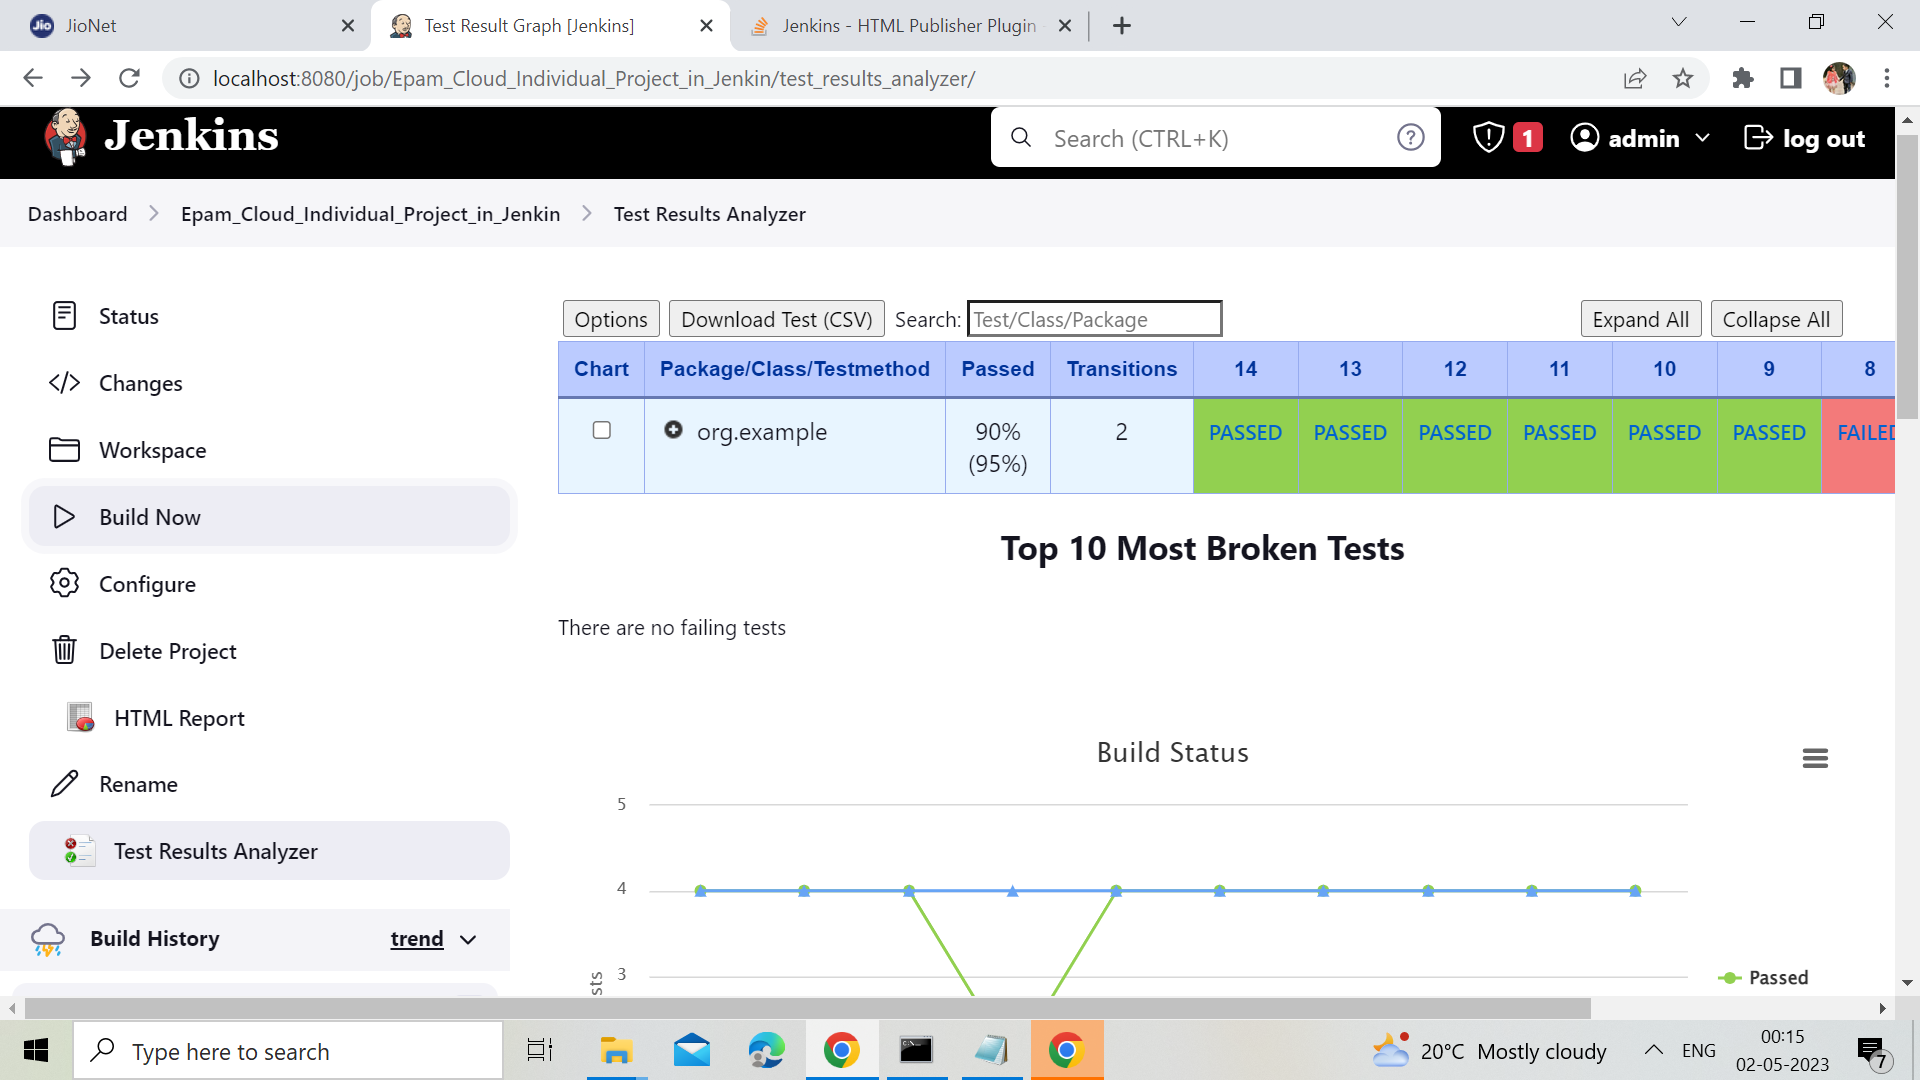 Jio JioNet
Test Result Graph [Jenkins]
Jenkins - HTML Publisher Plugin
localhost:8080/job/Epam_Cloud_Individual_Project_in_Jenkin/test_results_analyzer/
Jenkins
Search (CTRL+K)
1
admin
log out
Dashboard
Epam_Cloud_Individual_Project_in_Jenkin
Test Results Analyzer
Status
Changes
Workspace
Build Now
Configure
Delete Project
HTML Report
Rename
Test Results Analyzer
Build History trend
Options Download Test (CSV) Search: Test/Class/Package Expand All Collapse All
Chart Package/Class/Testmethod Passed Transitions 14 13 12 11 10 9 8
org.example 90% 2 PASSED PASSED PASSED PASSED PASSED PASSED FAILED
(95%)
Top 10 Most Broken Tests
There are no failing tests
Build Status
5
4
3
sts
Passed
Type here to search
20°C Mostly cloudy
ENG
00:15
02-05-2023
7